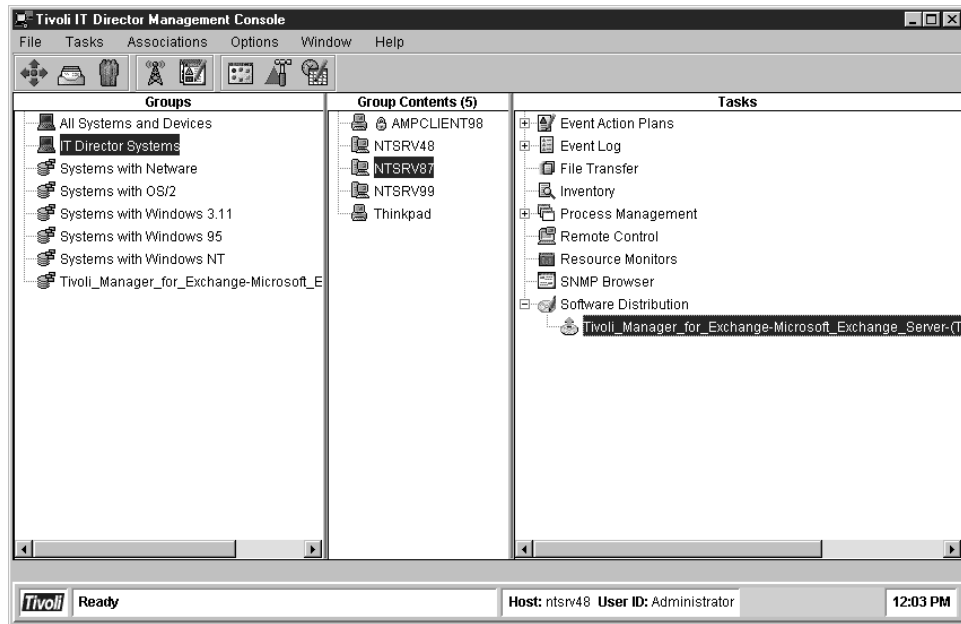 Tivoli IT Director Management Console
File Tasks Associations Options Window Help
Groups
All Systems and Devices
IT Director Systems
Systems with Netware
Systems with OS/2
Systems with Windows 3.11
Systems with Windows 95
Systems with Windows NT
Tivoli_Manager_for_Exchange-Microsoft_E
Group Contents (5)
AMPCLIENT98
NTSRV48
NTSRV87
NTSRV99
Thinkpad
Tasks
Event Action Plans
Event Log
File Transfer
Inventory
Process Management
Remote Control
Resource Monitors
SNMP Browser
Software Distribution
Tivoli_Manager_for_Exchange-Microsoft_Exchange_Server-(T
Tivoli Ready Host: ntsrv48 User ID: Administrator 12:03 PM